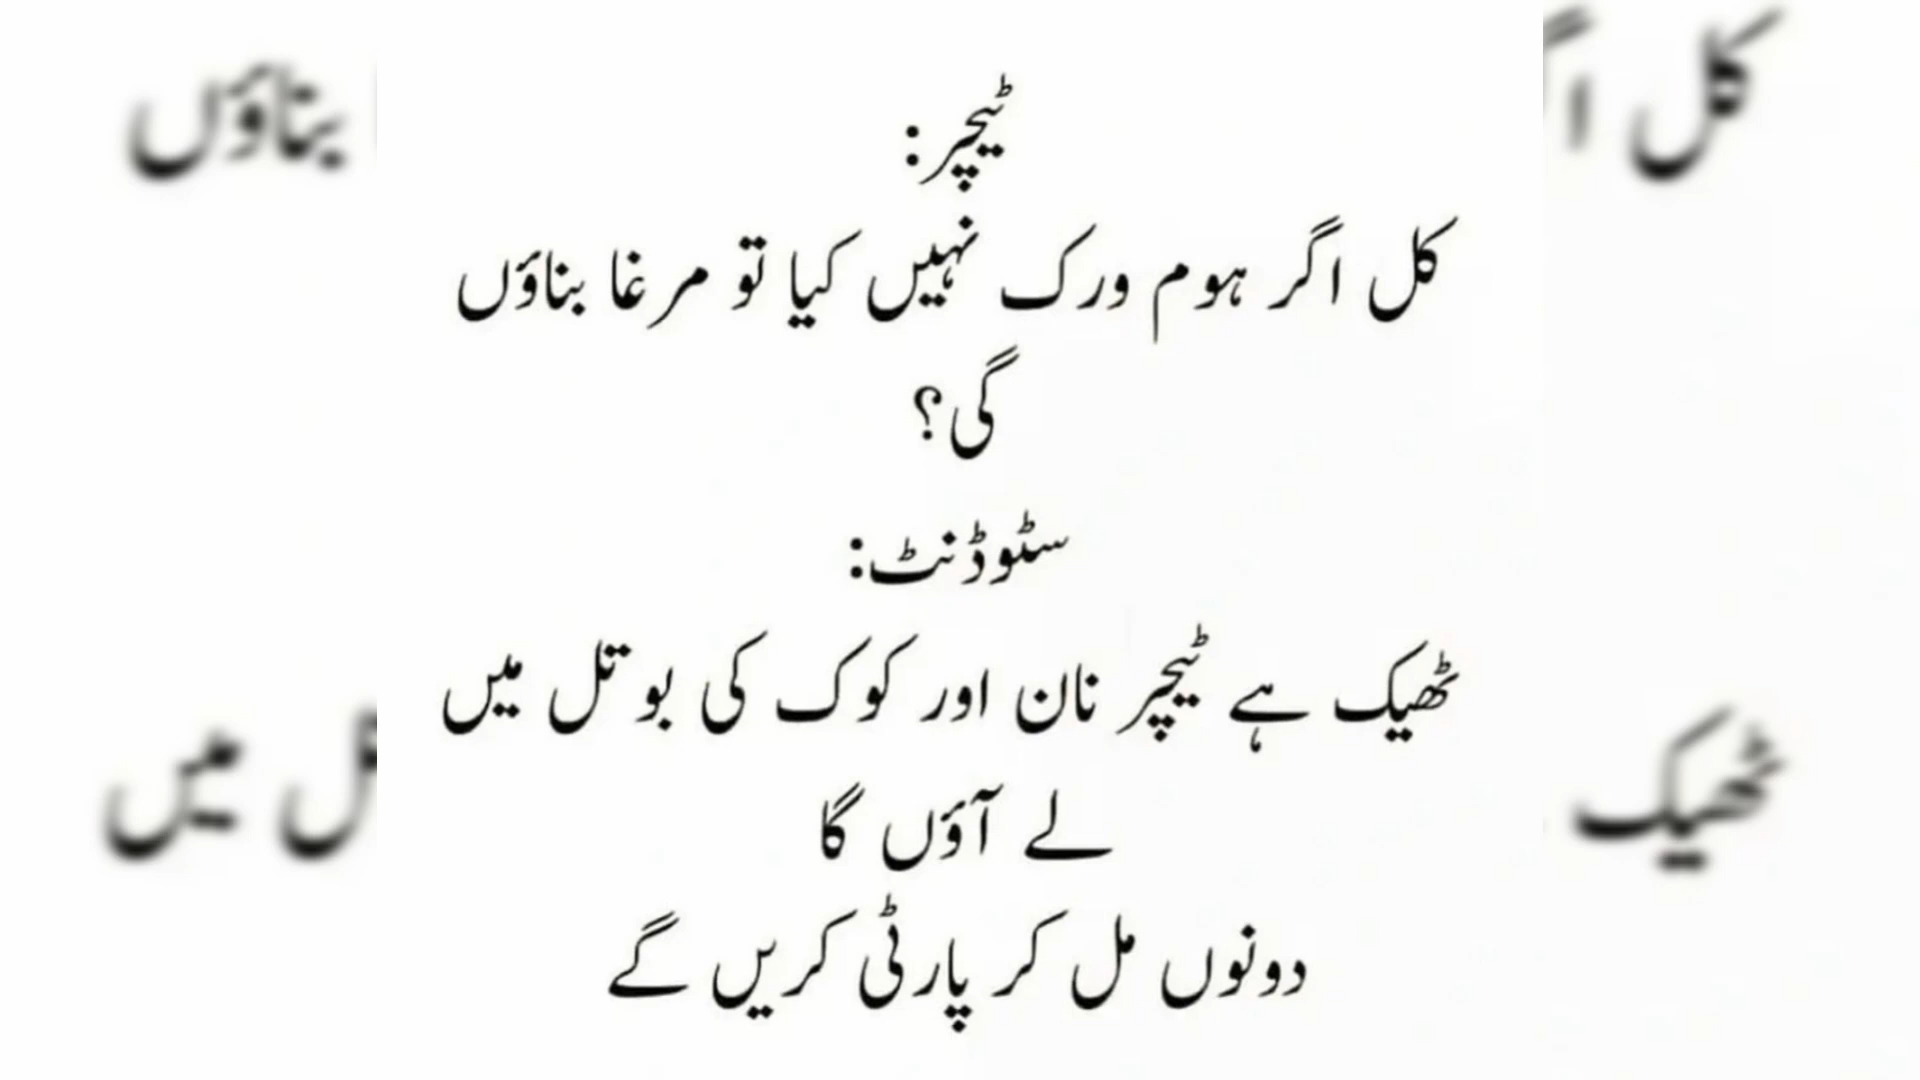 ٹیچر:
کل اگر ہوم ورک نہیں کیا تو مرغا بناؤں
گی؟
سٹوڈنٹ:
ٹھیک ہے ٹیچر نان اور کوک کی بوتل میں
لے آؤں گا
دونوں مل کر پارٹی کریں گے